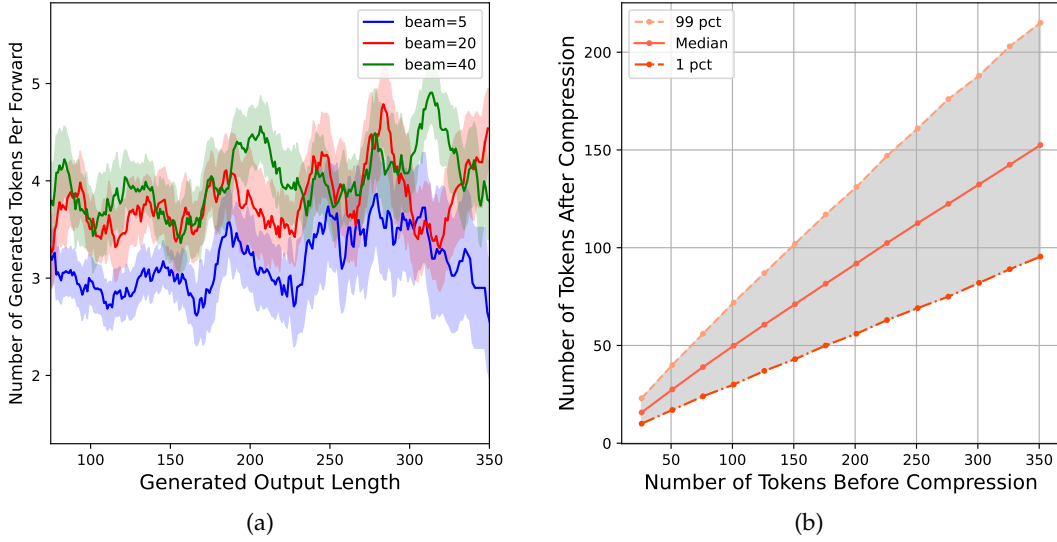 Number of Generated Tokens Per Forward
5
4
3
2
beam=5
beam=20
beam=40
100
150
200
250
300
350
Generated Output Length
(a)
Number of Tokens After Compression
200
150
100
50
0
99 pct
Median
1 pct
50
100
150
200
250
300
350
Number of Tokens Before Compression
(b)